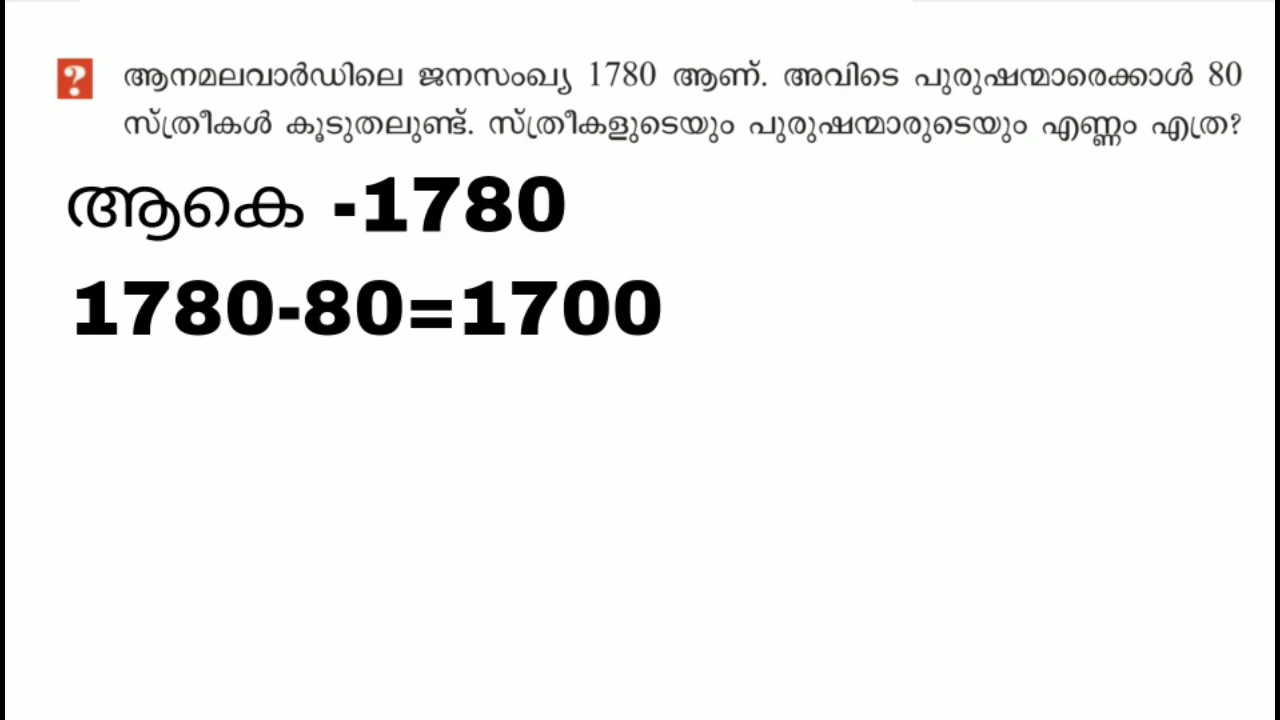 ? ആനമലവാർഡിലെ ജനസംഖ്യ 1780 ആണ്. അവിടെ പുരുഷന്മാരെക്കാൾ 80
സ്ത്രീകൾ കൂടുതലുണ്ട്. സ്ത്രീകളുടെയും പുരുഷന്മാരുടെയും എണ്ണം എത്ര?
ആകെ -1780
1780-80=1700